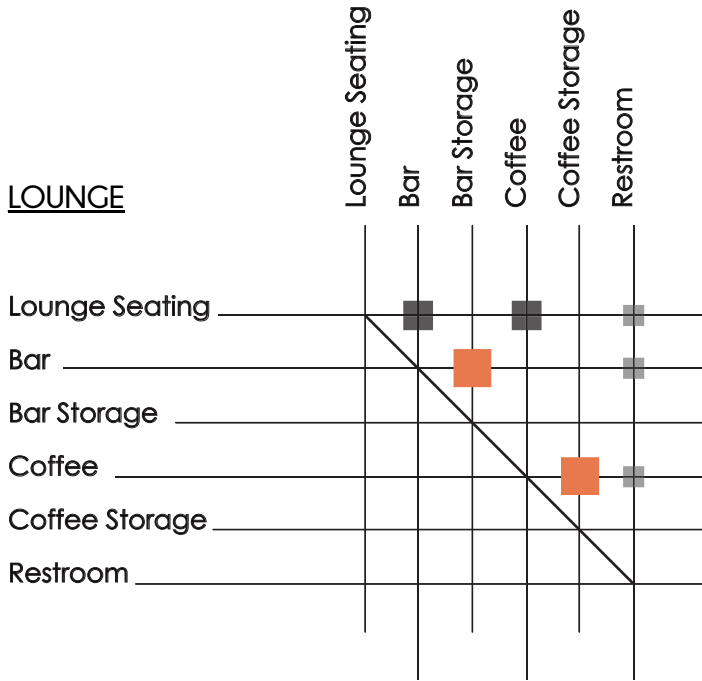 Lounge Seating
Bar
Bar Storage
Coffee
Coffee Storage
Restroom
LOUNGE
Lounge Seating
Bar
Bar Storage
Coffee
Coffee Storage
Restroom